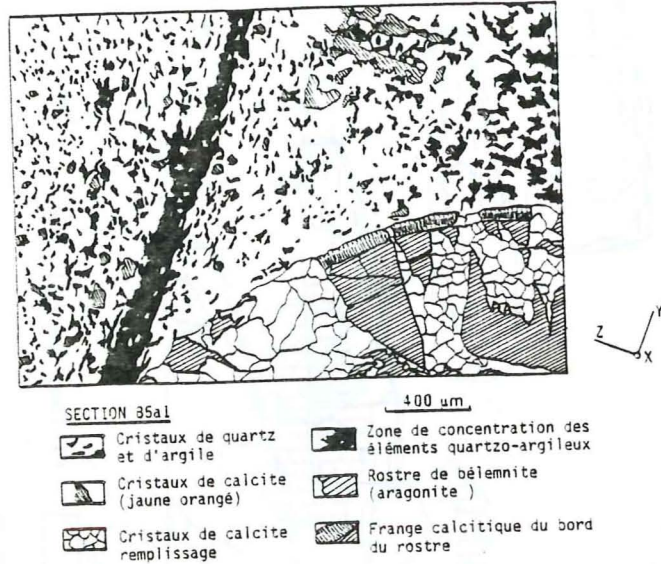 Z
Y
X
SECTION 85a1
400 um
Cristaux de quartz
et d'argile
Zone de concentration des
éléments quartzo-argileux
Cristaux de calcite
(jaune orangé)
Rostre de bélemnite
(aragonite )
Cristaux de calcite
remplissage
Frange calcitique du bord
du rostre